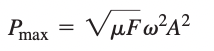 P_max = √μF ω²A²